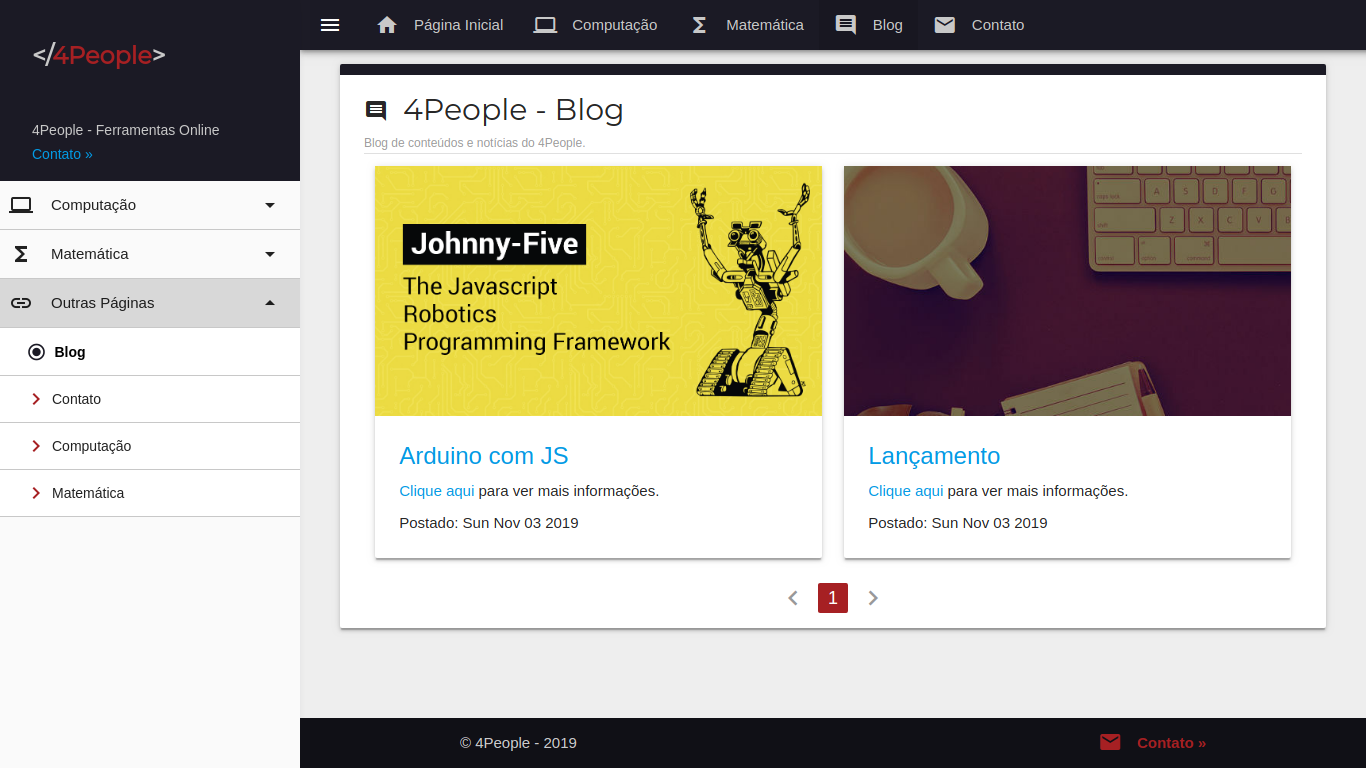 </4People>
4People - Ferramentas Online
Contato »
Computação
Matemática
Outras Páginas
Blog
Contato
Computação
Matemática
Página Inicial
Computação
Matemática
Blog
Contato
4People - Blog
Blog de conteúdos e notícias do 4People.
Johnny-Five
The Javascript
Robotics
Programming Framework
A S D F G
Z X C V
Arduino com JS
Clique aqui para ver mais informações.
Postado: Sun Nov 03 2019
Lançamento
Clique aqui para ver mais informações.
Postado: Sun Nov 03 2019
1
© 4People - 2019
Contato »